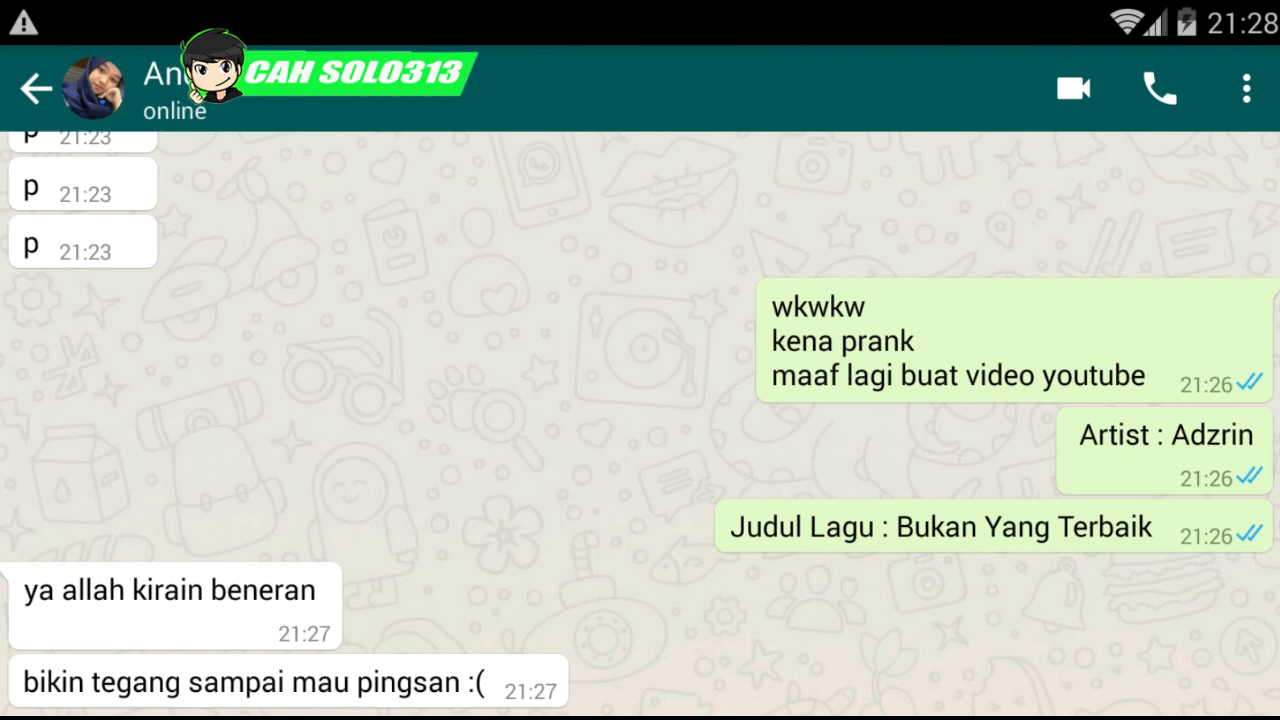 21:28
CAH SOLO313
online
p 21:23
p 21:23
p 21:23
wkwkw
kena prank
maaf lagi buat video youtube 21:26
Artist : Adzrin
21:26
Judul Lagu : Bukan Yang Terbaik 21:26
ya allah kirain beneran
21:27
bikin tegang sampai mau pingsan :( 21:27